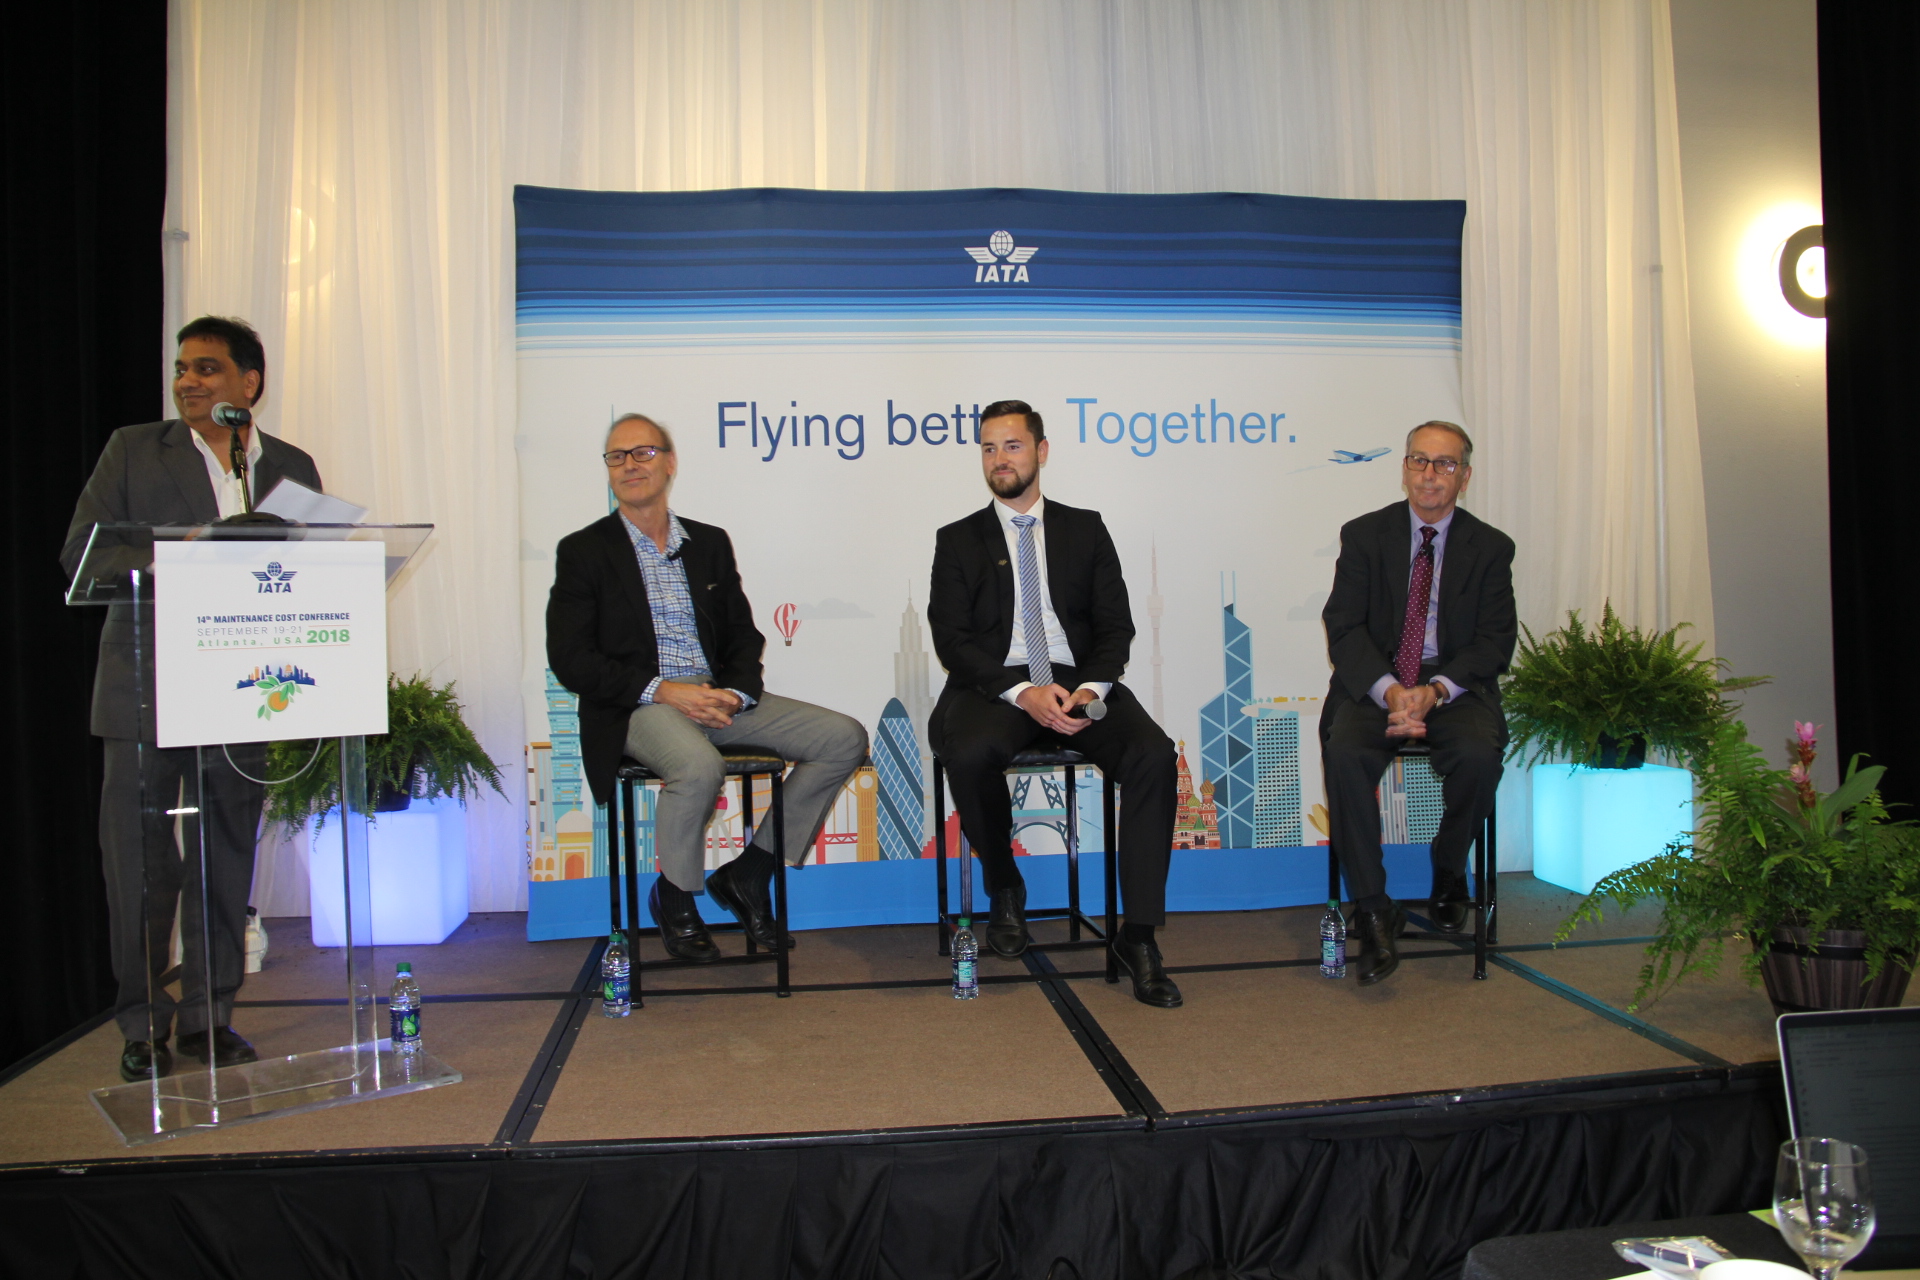 IATA
Flying bett Together.
IATA
14th MAINTENANCE COST CONFERENCE
SEPTEMBER 19-21
Atlanta, USA 2018